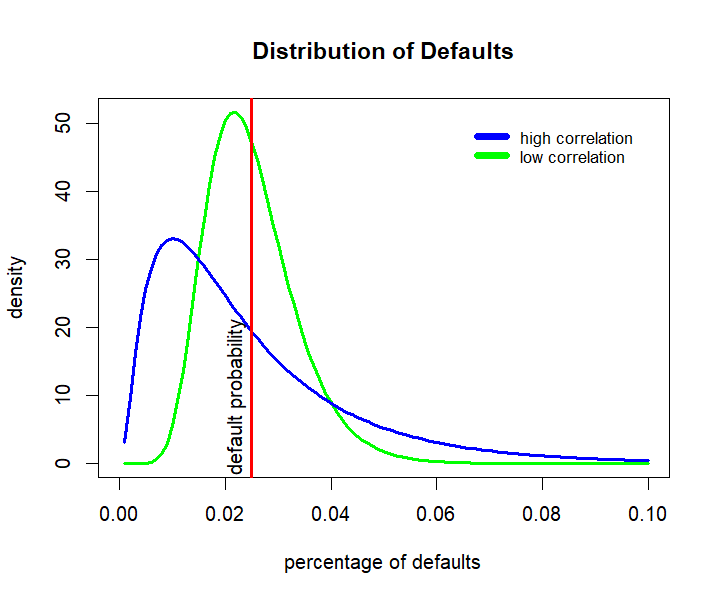 Distribution of Defaults
high correlation
low correlation
density
0
10
20
30
40
50
default probability
0.00
0.02
0.04
0.06
0.08
0.10
percentage of defaults